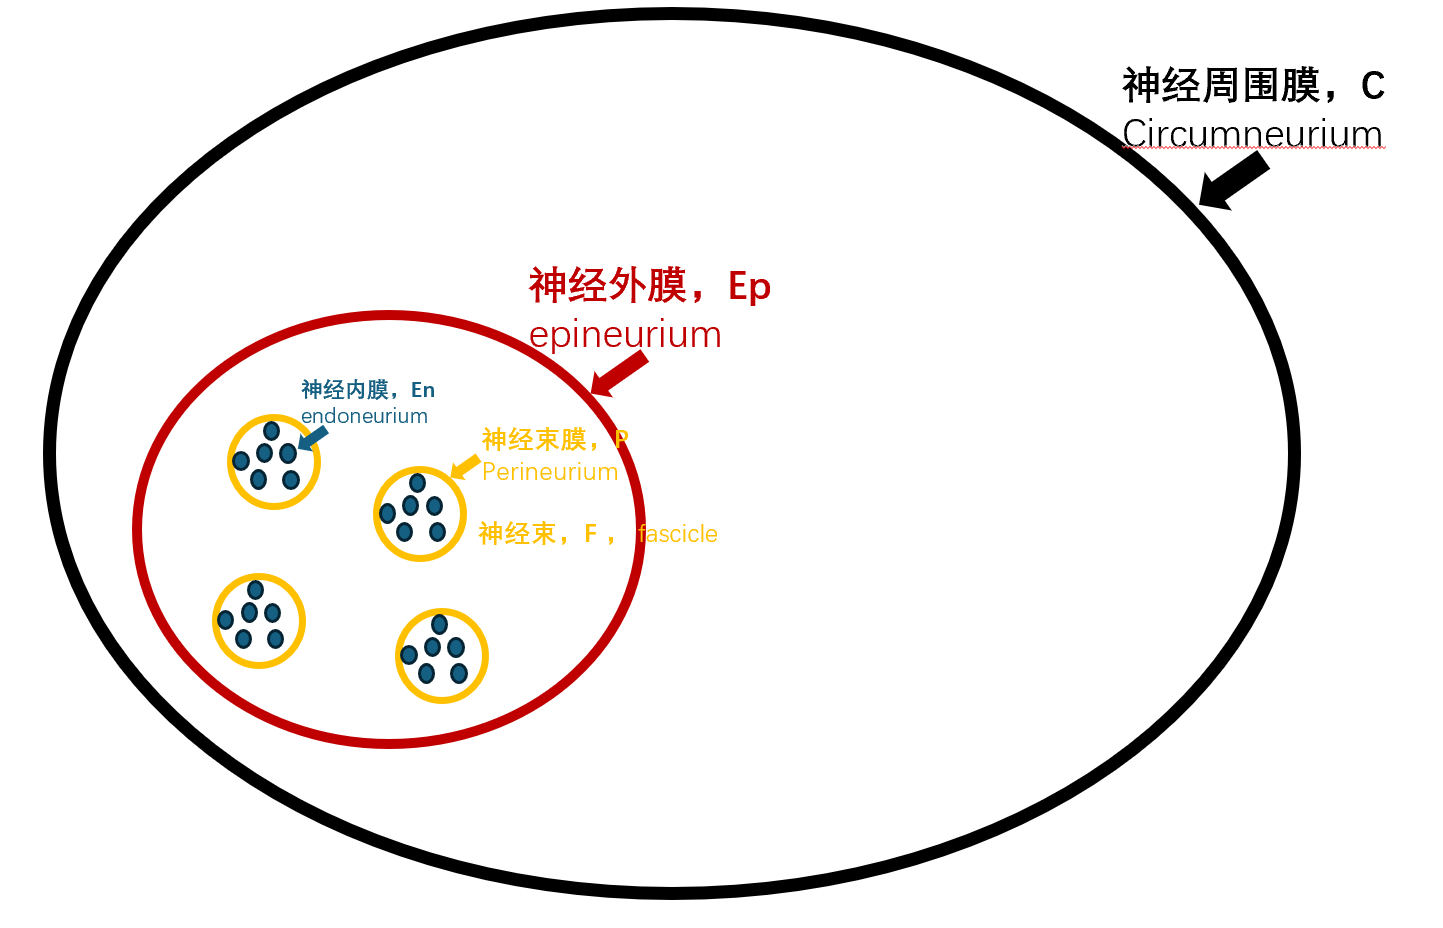 神经周围膜，C
Circumneurium
神经外膜，Ep
epineurium
神经内膜，En
endoneurium
神经束膜，P
Perineurium
神经束，F ， fascicle